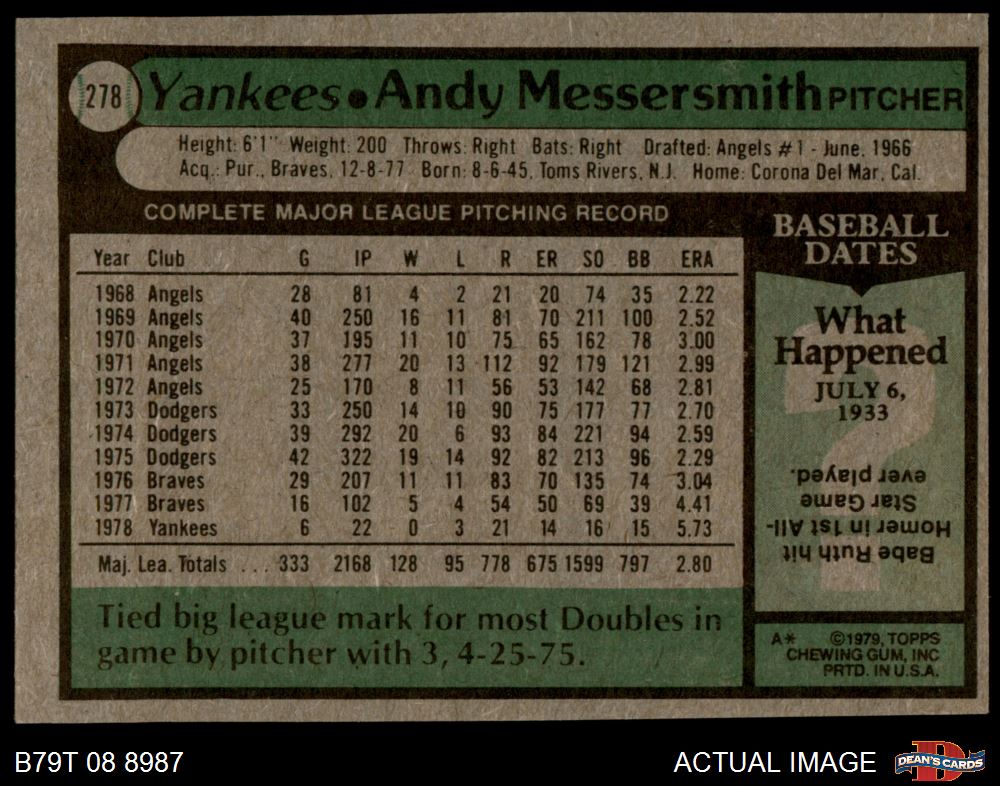 278 Yankees • Andy Messersmith PITCHER
Height: 6'1" Weight: 200 Throws: Right Bats: Right Drafted: Angels #1 - June, 1966
Acq.: Pur., Braves, 12-8-77 Born: 8-6-45, Toms Rivers, N.J. Home: Corona Del Mar, Cal.
COMPLETE MAJOR LEAGUE PITCHING RECORD
Year Club G IP W L R ER SO BB ERA
1968 Angels 28 81 4 2 21 20 74 35 2.22
1969 Angels 40 250 16 11 81 70 211 100 2.52
1970 Angels 37 195 11 10 75 65 162 78 3.00
1971 Angels 38 277 20 13 112 92 179 121 2.99
1972 Angels 25 170 8 11 56 53 142 68 2.81
1973 Dodgers 33 250 14 10 90 75 177 77 2.70
1974 Dodgers 39 292 20 6 93 84 221 94 2.59
1975 Dodgers 42 322 19 14 92 82 213 96 2.29
1976 Braves 29 207 11 11 83 70 135 74 3.04
1977 Braves 16 102 5 4 54 50 69 39 4.41
1978 Yankees 6 22 0 3 21 14 16 15 5.73
Maj. Lea. Totals ... 333 2168 128 95 778 675 1599 797 2.80
Tied big league mark for most Doubles in
game by pitcher with 3, 4-25-75.
BASEBALL
DATES
What
Happened
JULY 6,
1933
Babe Ruth hit
Homer in 1st All-
Star Game
ever played.
A* ©1979, TOPPS
CHEWING GUM, INC
PRTD. IN U.S.A.
B79T 08 8987
ACTUAL IMAGE
D
DEAN'S CARDS